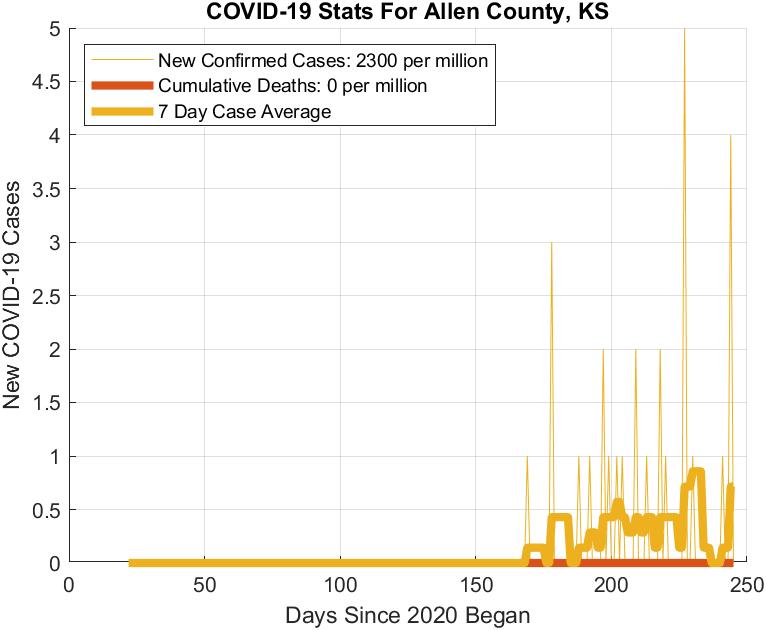 COVID-19 Stats For Allen County, KS
New Confirmed Cases: 2300 per million
Cumulative Deaths: 0 per million
7 Day Case Average
New COVID-19 Cases
5
4.5
4
3.5
3
2.5
2
1.5
1
0.5
0
0 50 100 150 200 250
Days Since 2020 Began